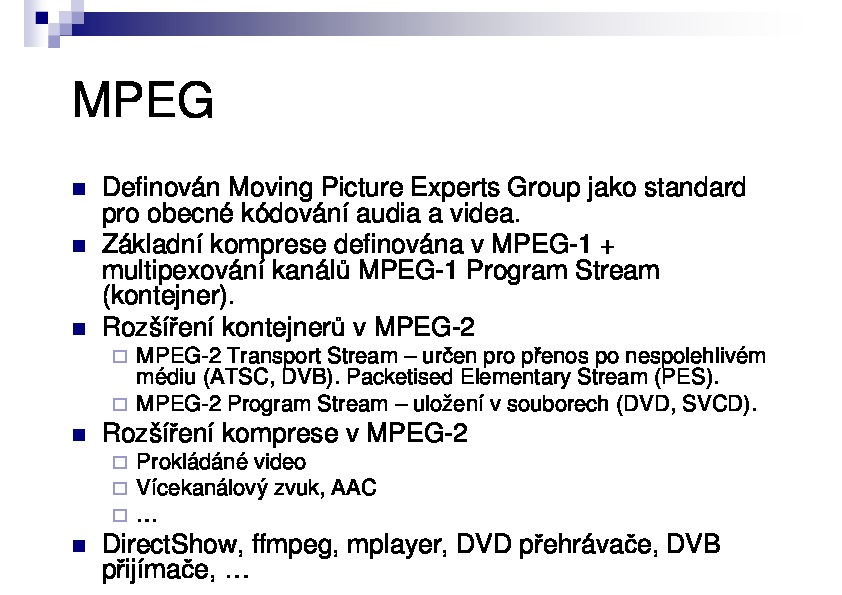 MPEG
Definován Moving Picture Experts Group jako standard
pro obecné kódování audia a videa.
Základní komprese definována v MPEG-1 +
multipexování kanálů MPEG-1 Program Stream
(kontejner).
Rozšíření kontejnerů v MPEG-2
MPEG-2 Transport Stream – určen pro přenos po nespolehlivém
médiu (ATSC, DVB). Packetised Elementary Stream (PES).
MPEG-2 Program Stream – uložení v souborech (DVD, SVCD).
Rozšíření komprese v MPEG-2
Prokládáné video
Vícekanálový zvuk, AAC
…
DirectShow, ffmpeg, mplayer, DVD přehrávače, DVB
přijímače, …